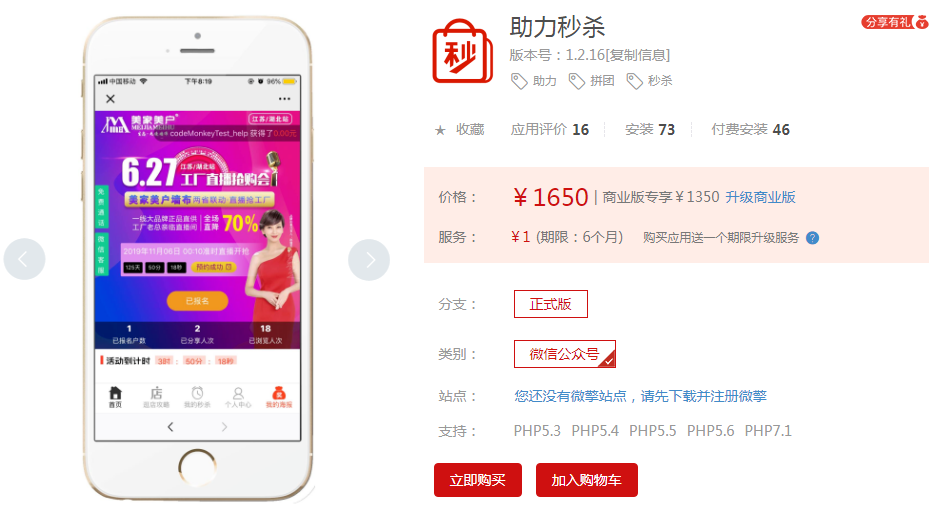 中国移动
下午8:19
96%
美家美户
MEIJIAMEIHU
江苏/湖北站
codeMonkeyTest_help 获得了0.00元
6.27
江苏/湖北站
工厂直播抢购会
美家美户墙布 两省联动·直播抢工厂
一线大品牌正品直供
工厂老总亲临直播间
全场
直降
70%
免费通话
微信客服
2019年11月06日 00:10准时直播开抢
125天 50分 18秒 预约成功
已报名
1 2 18
已报名户数 已分享人次 已浏览人次
活动倒计时 3时 : 50分 : 18秒
首页 逛店攻略 我的秒杀 个人中心 我的海报
秒
助力秒杀
分享有礼
版本号：1.2.16[复制信息]
助力 拼团 秒杀
收藏 应用评价 16 安装 73 付费安装 46
价格： ¥ 1650 | 商业版专享¥1350 升级商业版
服务： ¥ 1 (期限：6个月) 购买应用送一个期限升级服务 ?
分支： 正式版
类别： 微信公众号
站点： 您还没有微擎站点，请先下载并注册微擎
支持： PHP5.3 PHP5.4 PHP5.5 PHP5.6 PHP7.1
立即购买 加入购物车